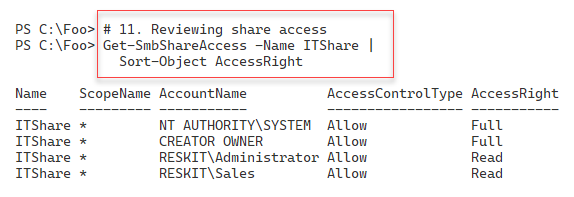 PS C:\Foo> # 11. Reviewing share access
PS C:\Foo> Get-SmbShareAccess -Name ITShare |
Sort-Object AccessRight
Name ScopeName AccountName AccessControlType AccessRight
---- --------- ----------- ----------------- -----------
ITShare * NT AUTHORITY\SYSTEM Allow Full
ITShare * CREATOR OWNER Allow Full
ITShare * RESKIT\Administrator Allow Read
ITShare * RESKIT\Sales Allow Read